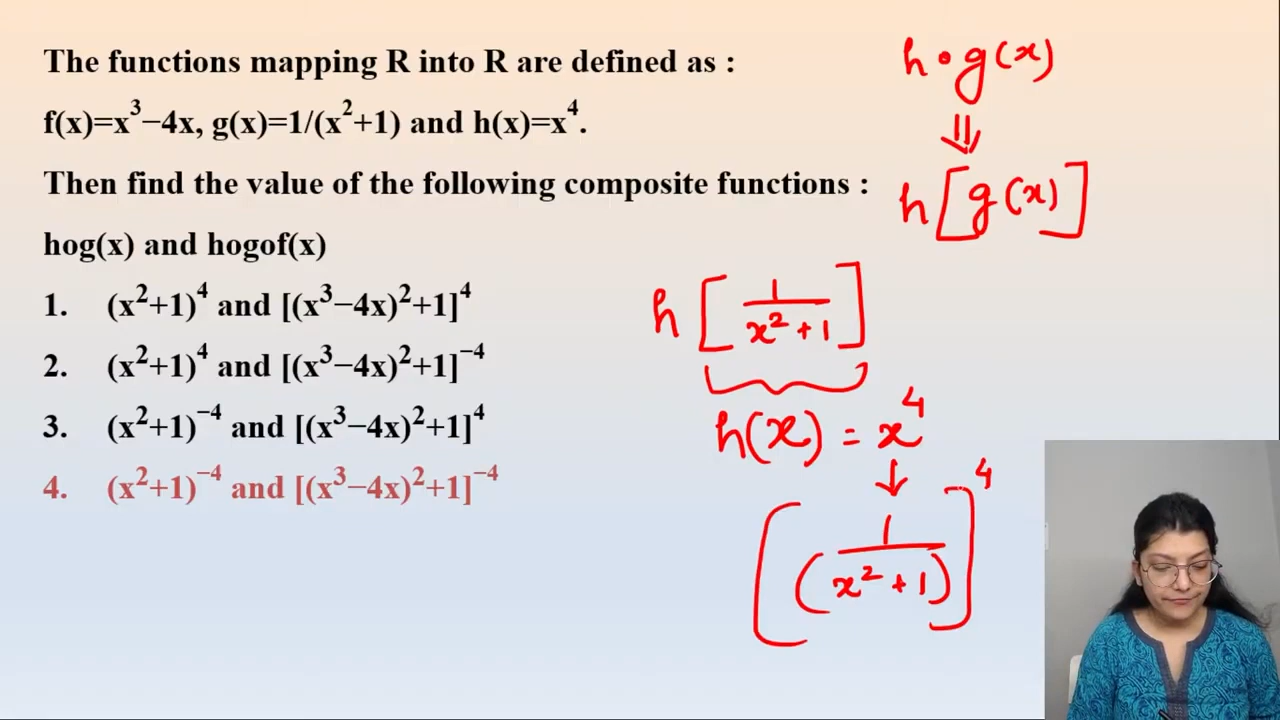 The functions mapping R into R are defined as :
f(x)=x³−4x, g(x)=1/(x²+1) and h(x)=x⁴.
Then find the value of the following composite functions :
hog(x) and hogof(x)
1. (x²+1)⁴ and [(x³−4x)²+1]⁴
2. (x²+1)⁴ and [(x³−4x)²+1]⁻⁴
3. (x²+1)⁻⁴ and [(x³−4x)²+1]⁴
4. (x²+1)⁻⁴ and [(x³−4x)²+1]⁻⁴
h∘g(x)
⇓
h[g(x)]
h[1/(x²+1)]
h(x) = x⁴
↓
[1/(x²+1)]⁴